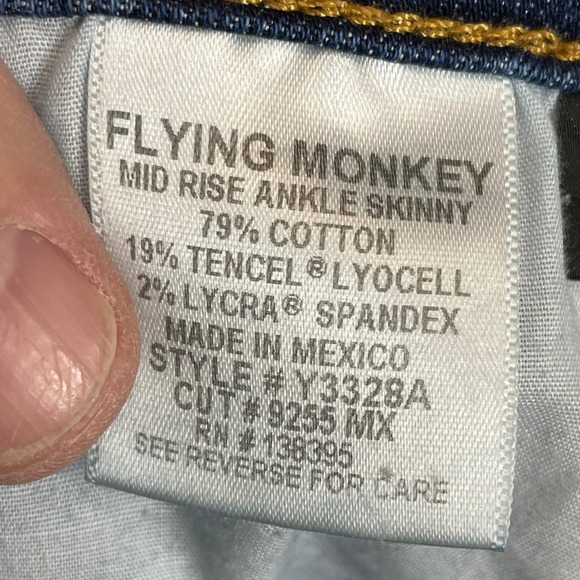 FLYING MONKEY
MID RISE ANKLE SKINNY
79% COTTON
19% TENCEL® LYOCELL
2% LYCRA® SPANDEX
MADE IN MEXICO
STYLE # Y3328A
CUT # 9255 MX
RN # 138395
SEE REVERSE FOR CARE